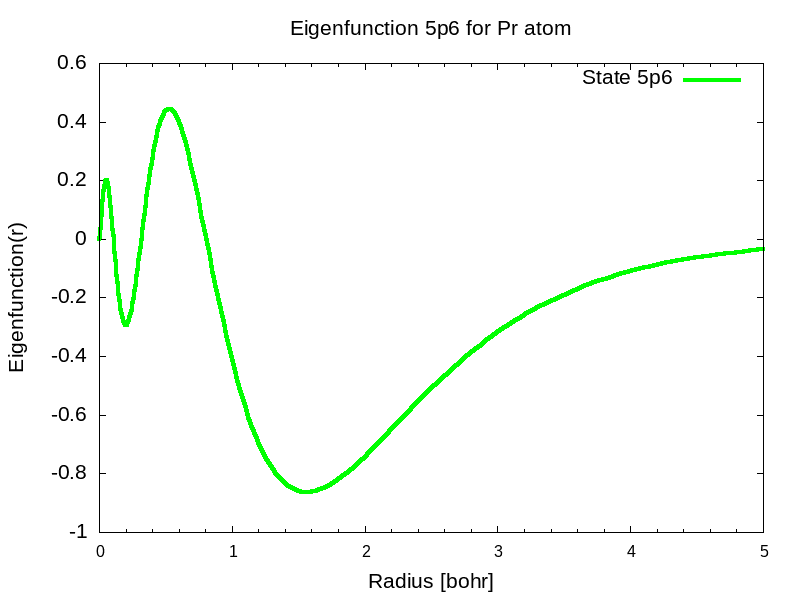 Eigenfunction 5p6 for Pr atom
State 5p6
0.6
0.4
0.2
0
-0.2
-0.4
-0.6
-0.8
-1
Eigenfunction(r)
0 1 2 3 4 5
Radius [bohr]